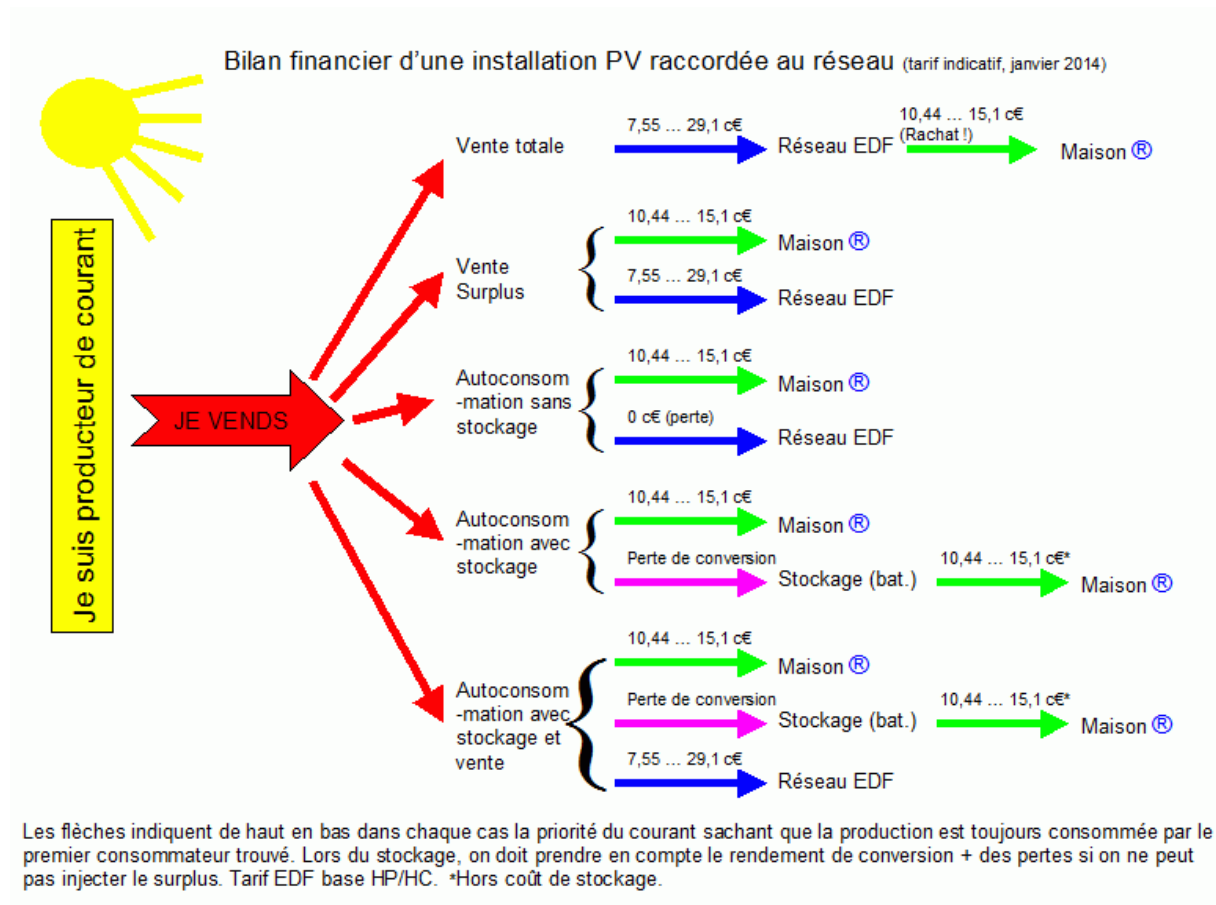 Bilan financier d'une installation PV raccordée au réseau (tarif indicatif, janvier 2014)
Je suis producteur de courant
JE VENDS
Vente totale
7,55 ... 29,1 c€
Réseau EDF
10,44 ... 15,1 c€
(Rachat !)
Maison ®
Vente
Surplus
10,44 ... 15,1 c€
Maison ®
7,55 ... 29,1 c€
Réseau EDF
Autoconsom
-mation sans
stockage
10,44 ... 15,1 c€
Maison ®
0 c€ (perte)
Réseau EDF
Autoconsom
-mation avec
stockage
10,44 ... 15,1 c€
Maison ®
Perte de conversion
Stockage (bat.)
10,44 ... 15,1 c€*
Maison ®
Autoconsom
-mation avec
stockage et
vente
10,44 ... 15,1 c€
Maison ®
Perte de conversion
Stockage (bat.)
10,44 ... 15,1 c€*
Maison ®
7,55 ... 29,1 c€
Réseau EDF
Les flèches indiquent de haut en bas dans chaque cas la priorité du courant sachant que la production est toujours consommée par le
premier consommateur trouvé. Lors du stockage, on doit prendre en compte le rendement de conversion + des pertes si on ne peut
pas injecter le surplus. Tarif EDF base HP/HC. *Hors coût de stockage.